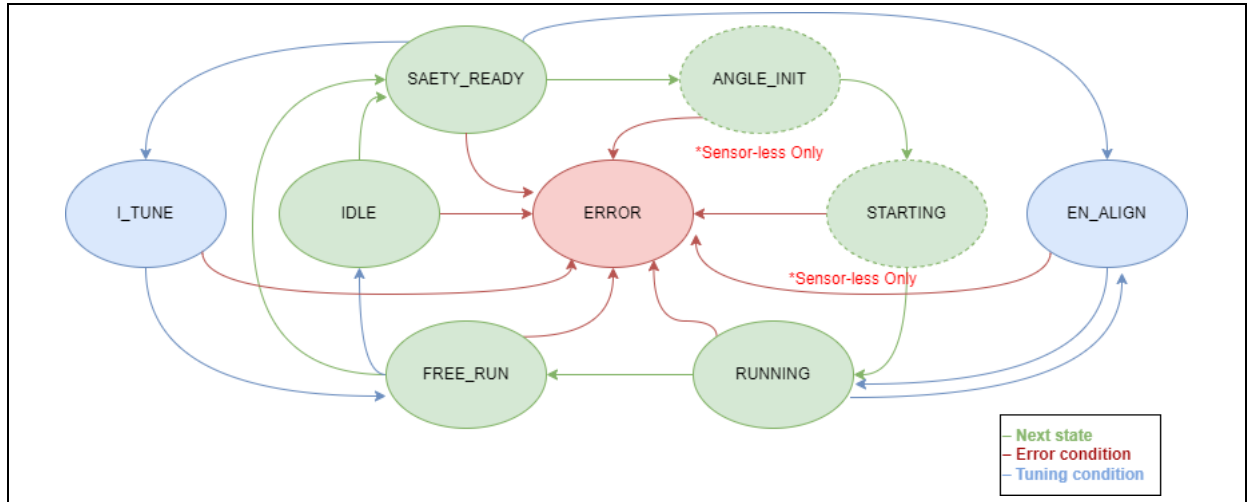 SAETY_READY
ANGLE_INIT
*Sensor-less Only
I_TUNE
IDLE
ERROR
STARTING
EN_ALIGN
*Sensor-less Only
FREE_RUN
RUNNING
– Next state
– Error condition
– Tuning condition